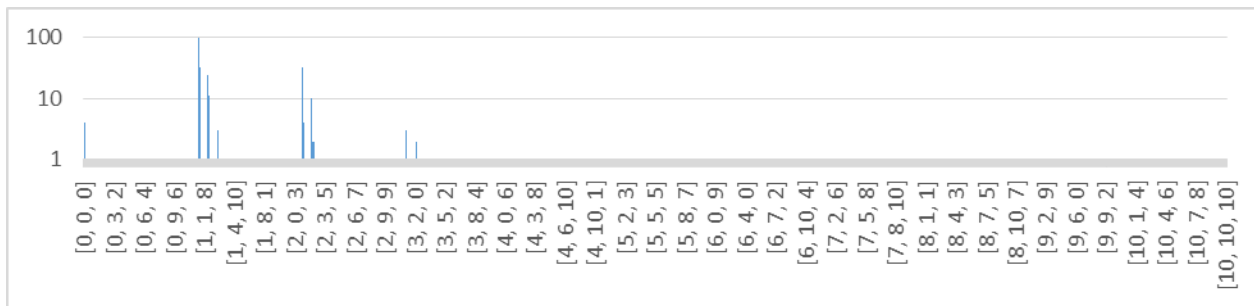 100
10
1
[0, 0, 0]
[0, 3, 2]
[0, 6, 4]
[0, 9, 6]
[1, 1, 8]
[1, 4, 10]
[1, 8, 1]
[2, 0, 3]
[2, 3, 5]
[2, 6, 7]
[2, 9, 9]
[3, 2, 0]
[3, 5, 2]
[3, 8, 4]
[4, 0, 6]
[4, 3, 8]
[4, 6, 10]
[4, 10, 1]
[5, 2, 3]
[5, 5, 5]
[5, 8, 7]
[6, 0, 9]
[6, 4, 0]
[6, 7, 2]
[6, 10, 4]
[7, 2, 6]
[7, 5, 8]
[7, 8, 10]
[8, 1, 1]
[8, 4, 3]
[8, 7, 5]
[8, 10, 7]
[9, 2, 9]
[9, 6, 0]
[9, 9, 2]
[10, 1, 4]
[10, 4, 6]
[10, 7, 8]
[10, 10, 10]